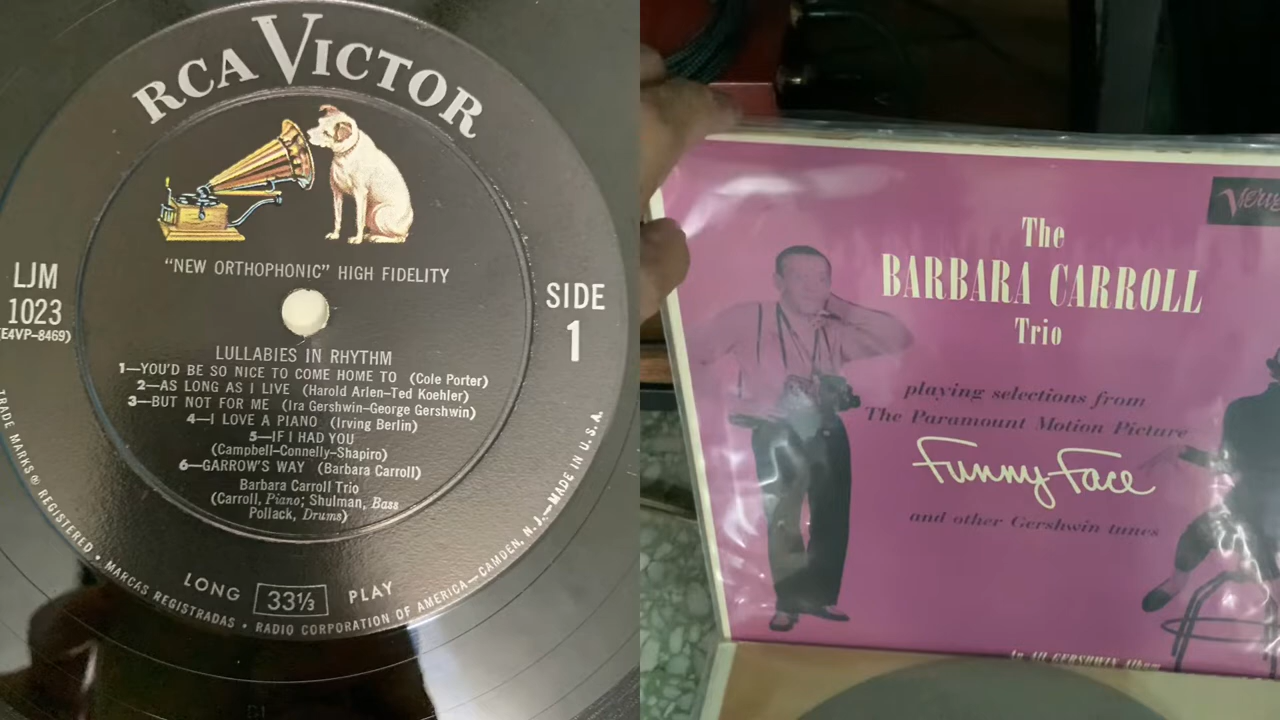 RCA VICTOR
"NEW ORTHOPHONIC" HIGH FIDELITY
LJM
1023
(E4VP–8469)
SIDE
1
LULLABIES IN RHYTHM
1—YOU'D BE SO NICE TO COME HOME TO (Cole Porter)
2—AS LONG AS I LIVE (Harold Arlen–Ted Koehler)
3—BUT NOT FOR ME (Ira Gershwin–George Gershwin)
4—I LOVE A PIANO (Irving Berlin)
5—IF I HAD YOU
(Campbell–Connelly–Shapiro)
6—GARROW'S WAY (Barbara Carroll)
Barbara Carroll Trio
(Carroll, Piano; Shulman, Bass
Pollack, Drums)
LONG 33⅓ PLAY
TRADE MARKS ® REGISTERED • MARCAS REGISTRADAS • RADIO CORPORATION OF AMERICA—CAMDEN, N. J.—MADE IN U. S. A.
Verve
The
BARBARA CARROLL
Trio
playing selections from
The Paramount Motion Picture
Funny Face
and other Gershwin tunes
An All GERSHWIN Album